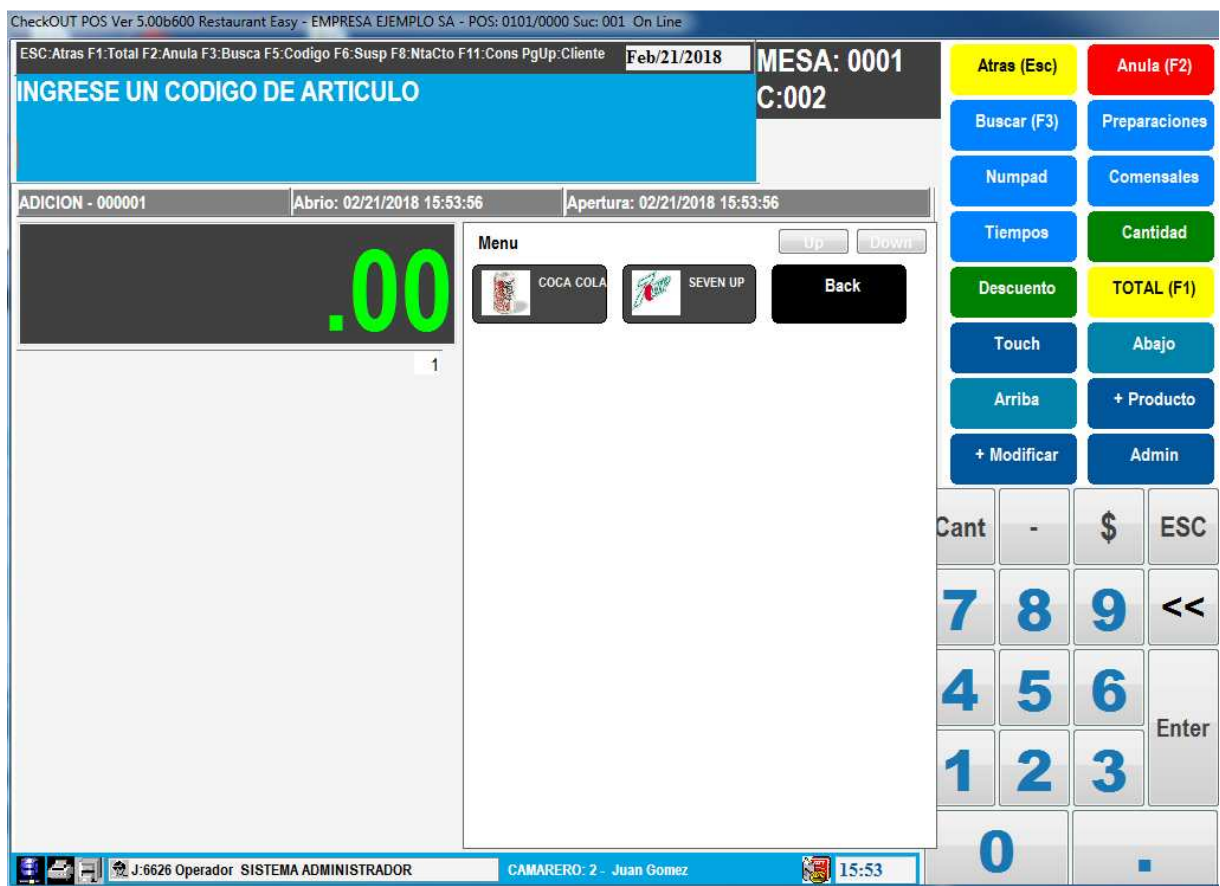 CheckOUT POS Ver 5.00b600 Restaurant Easy - EMPRESA EJEMPLO SA - POS: 0101/0000 Suc: 001 On Line
ESC:Atras F1:Total F2:Anula F3:Busca F5:Codigo F6:Susp F8:NtaCto F11:Cons PgUp:Cliente
Feb/21/2018
MESA: 0001
C:002
INGRESE UN CODIGO DE ARTICULO
ADICION - 000001
Abrio: 02/21/2018 15:53:56
Apertura: 02/21/2018 15:53:56
.00
1
Menu
Up
Down
COCA COLA
SEVEN UP
Back
Atras (Esc)
Anula (F2)
Buscar (F3)
Preparaciones
Numpad
Comensales
Tiempos
Cantidad
Descuento
TOTAL (F1)
Touch
Abajo
Arriba
+ Producto
+ Modificar
Admin
Cant
-
$
ESC
7
8
9
<<
4
5
6
Enter
1
2
3
0
.
J:6626 Operador SISTEMA ADMINISTRADOR
CAMARERO: 2 - Juan Gomez
15:53